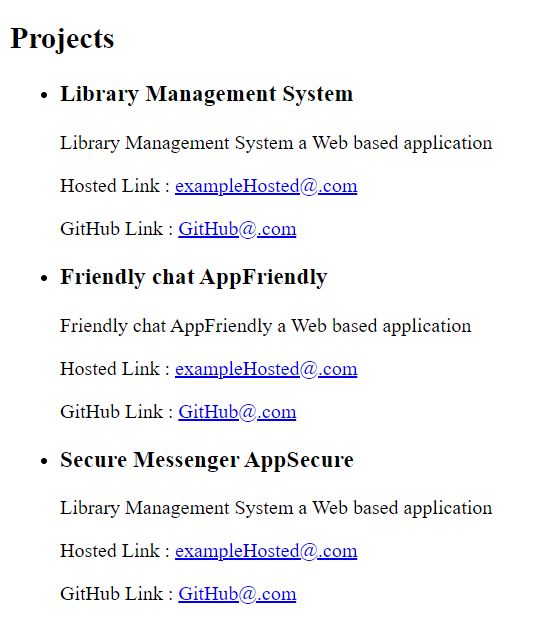 Projects
Library Management System
Library Management System a Web based application
Hosted Link : exampleHosted@.com
GitHub Link : GitHub@.com
Friendly chat AppFriendly
Friendly chat AppFriendly a Web based application
Hosted Link : exampleHosted@.com
GitHub Link : GitHub@.com
Secure Messenger AppSecure
Library Management System a Web based application
Hosted Link : exampleHosted@.com
GitHub Link : GitHub@.com